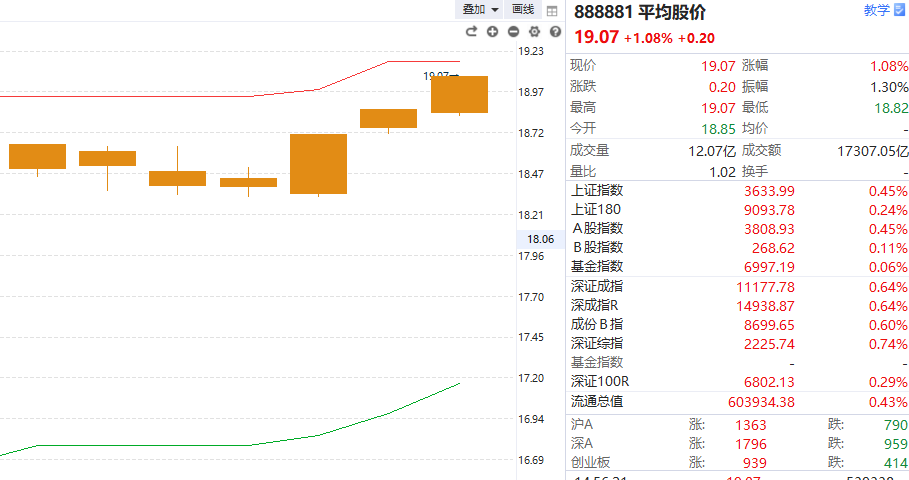 叠加 画线
888881 平均股价 教学
19.07 +1.08% +0.20
现价 19.07 涨幅 1.08%
涨跌 0.20 振幅 1.30%
最高 19.07 最低 18.82
今开 18.85 均价 -
成交量 12.07亿 成交额 17307.05亿
量比 1.02 换手 -
上证指数 3633.99 0.45%
上证180 9093.78 0.24%
A股指数 3808.93 0.45%
B股指数 268.62 0.11%
基金指数 6997.19 0.06%
深证成指 11177.78 0.64%
深成指R 14938.87 0.64%
成份B指 8699.65 0.60%
深证综指 2225.74 0.74%
基金指数 - -
深证100R 6802.13 0.29%
流通总值 603934.38 0.43%
沪A 涨: 1363 跌: 790
深A 涨: 1796 跌: 959
创业板 涨: 939 跌: 414
19.07→
19.23
18.97
18.72
18.47
18.21
18.06
17.96
17.70
17.45
17.20
16.94
16.69